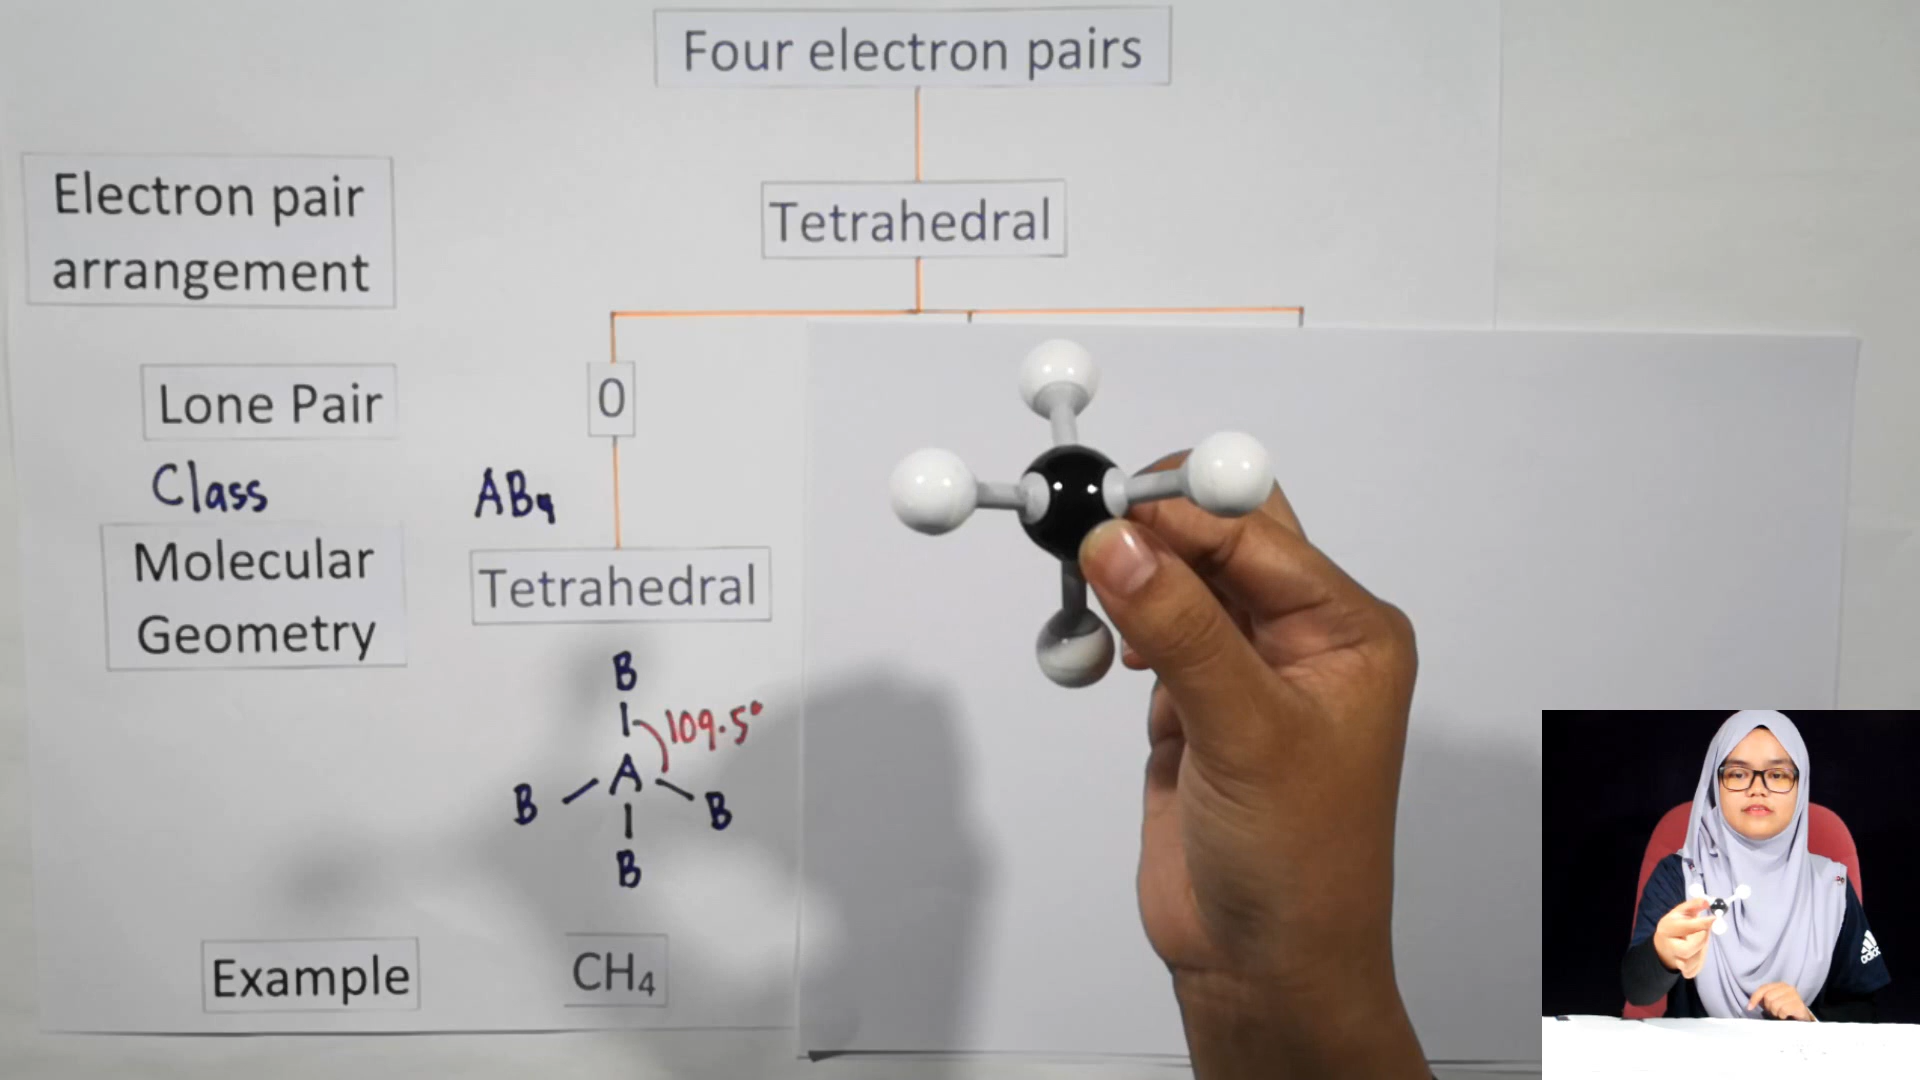 Four electron pairs
Electron pair
arrangement
Tetrahedral
Lone Pair
0
Class
AB₄
Molecular
Geometry
Tetrahedral
B
109.5°
A
B
B
B
Example
CH₄
adidas